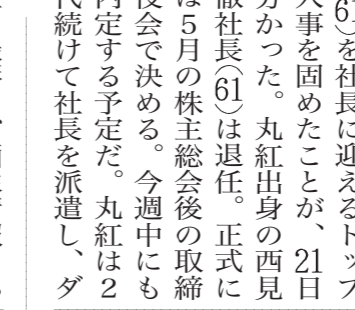 を社長に迎えるトップ
人事を固めたことが、21日
分かった。丸紅出身の西見
徹社長(61)は退任。正式に
は5月の株主総会後の取締
役会で決める。今週中にも
内定する予定だ。丸紅は2
代続けて社長を派遣し、ダ